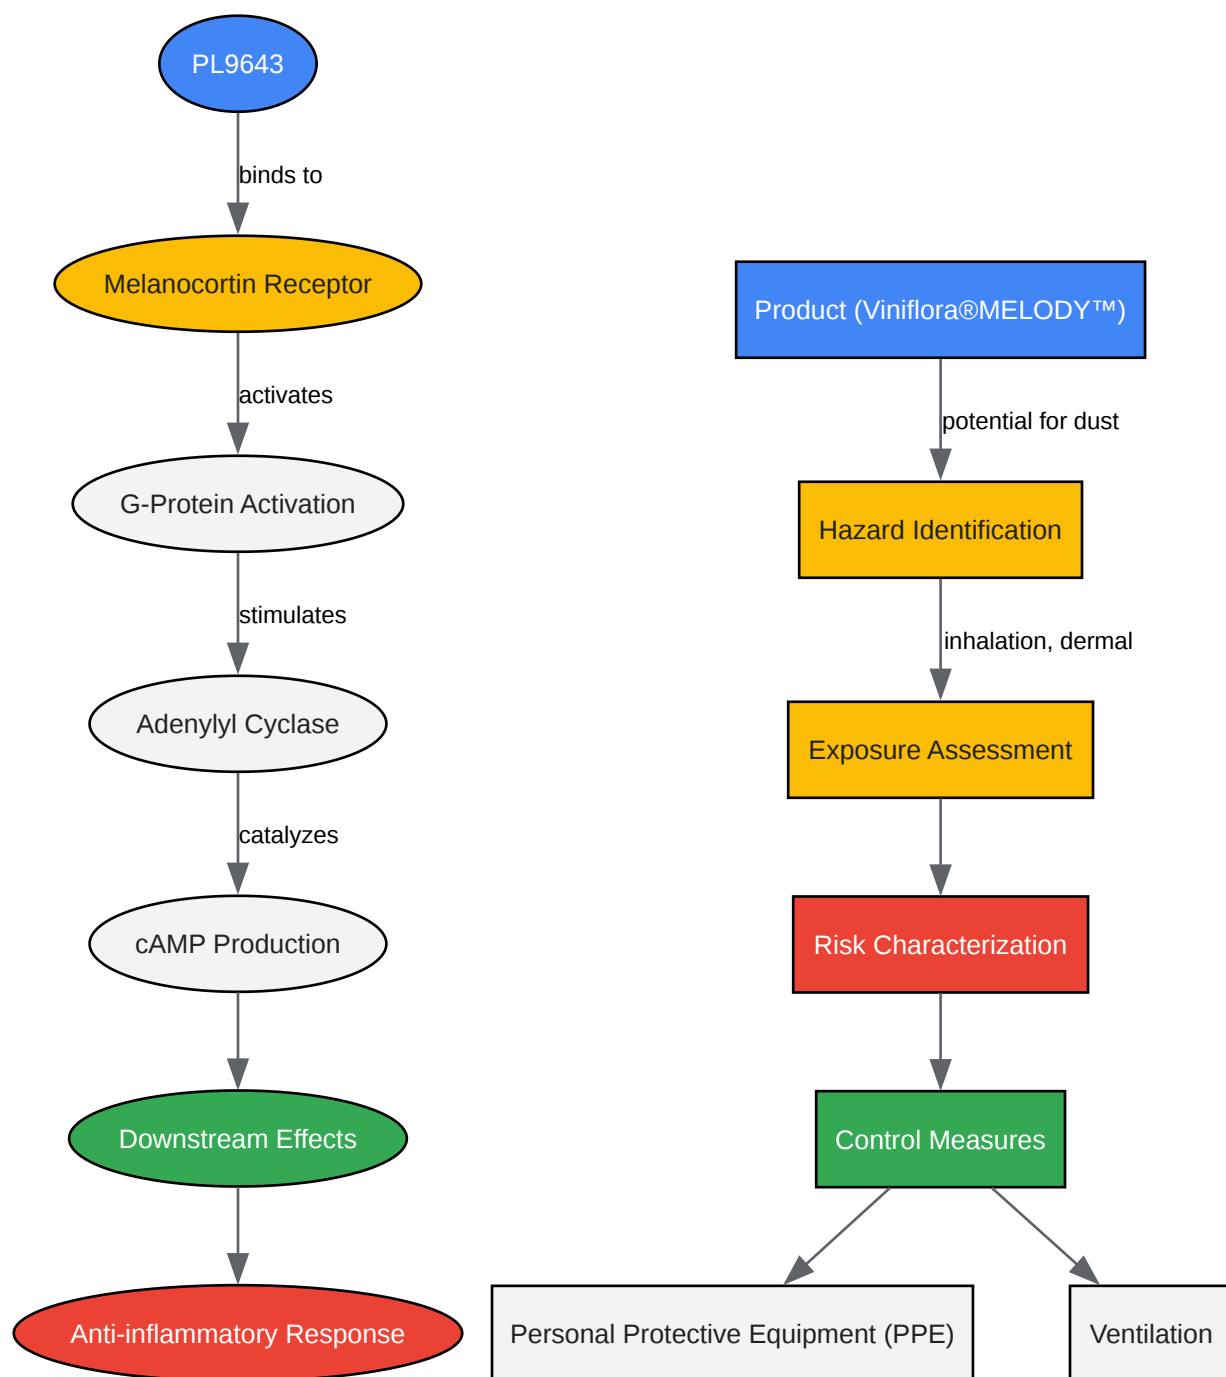 PL9643
binds to
Melanocortin Receptor
activates
G-Protein Activation
stimulates
Adenylyl Cyclase
catalyzes
cAMP Production
Downstream Effects
Anti-inflammatory Response
Product (Viniflora®MELODY™)
potential for dust
Hazard Identification
inhalation, dermal
Exposure Assessment
Risk Characterization
Control Measures
Personal Protective Equipment (PPE)
Ventilation